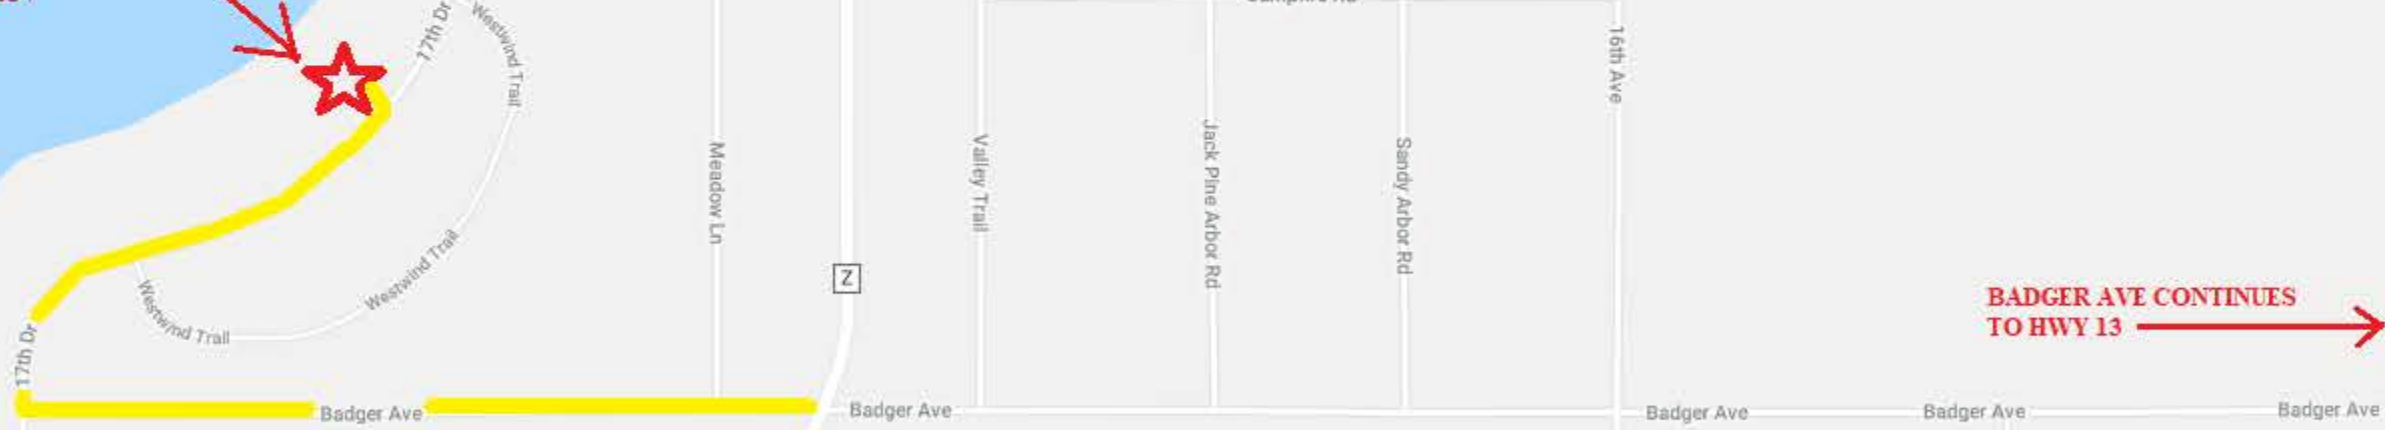 17th Dr
Westwind Trail
16th Ave
Meadow Ln
Valley Trail
Jack Pine Arbor Rd
Sandy Arbor Rd
Westwind Trail
Z
Westwind Trail
BADGER AVE CONTINUES
TO HWY 13
17th Dr
Badger Ave
Badger Ave
Badger Ave
Badger Ave
Badger Ave